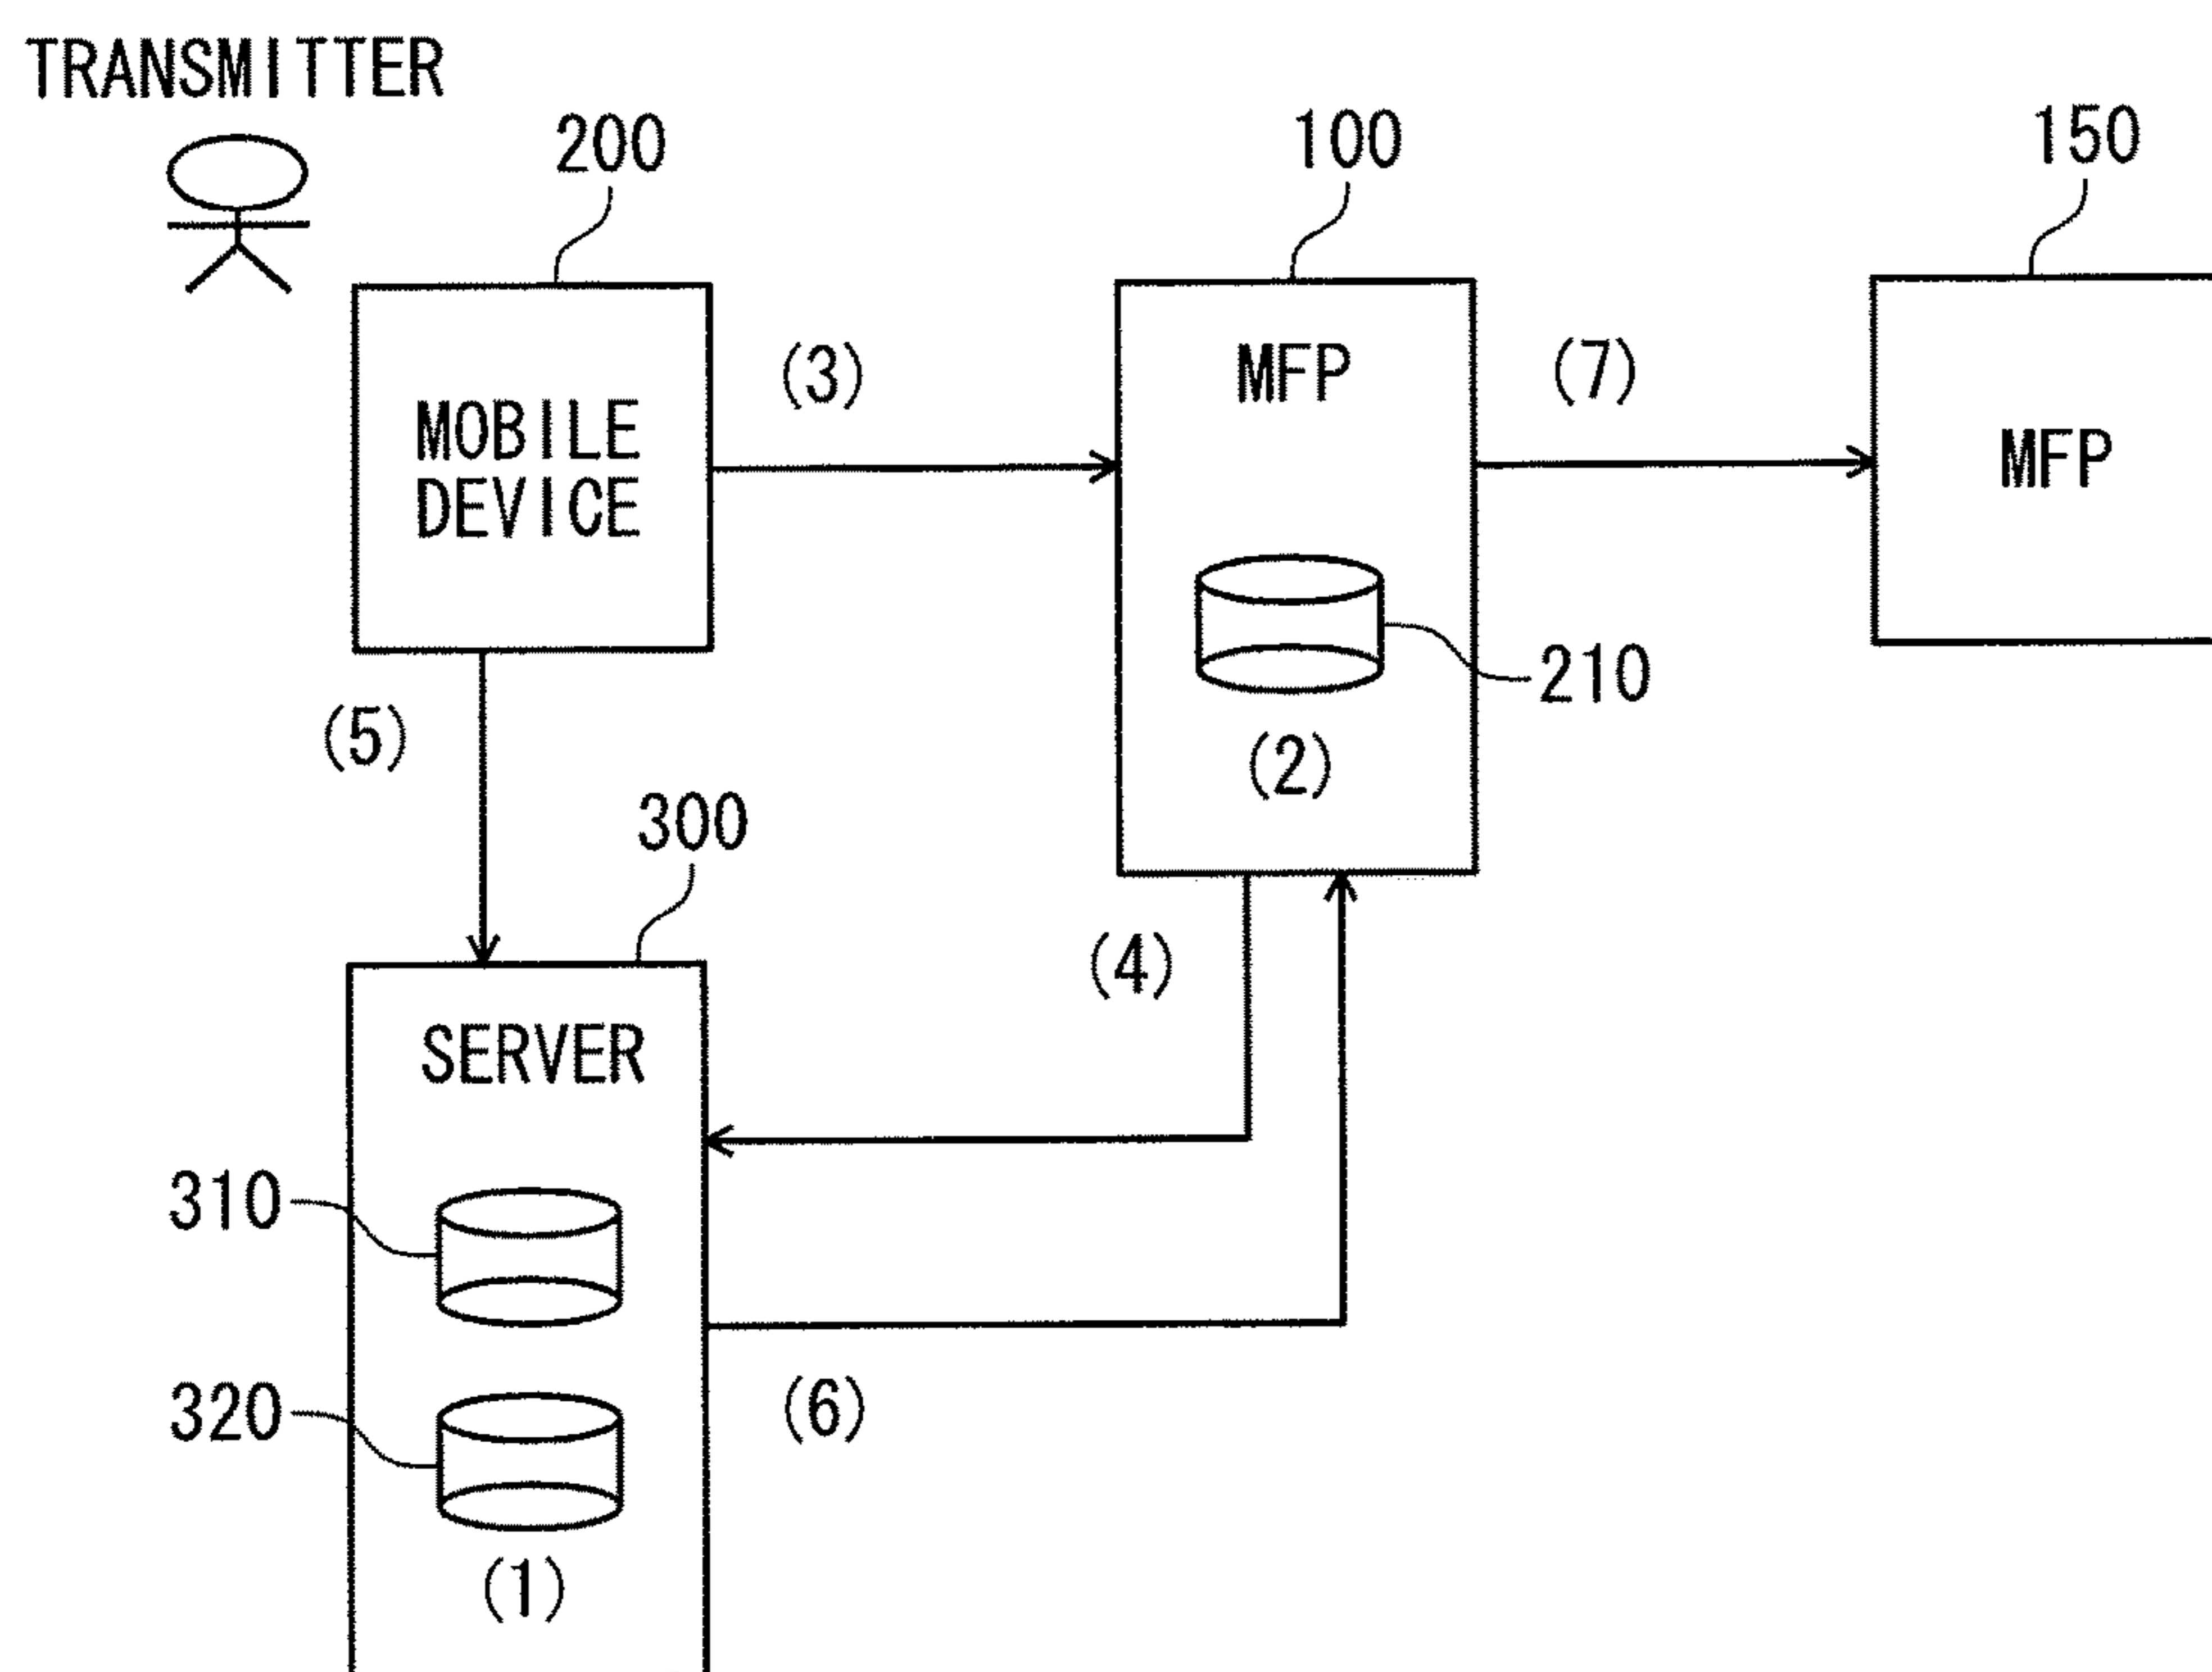 TRANSMITTER
200
100
150
MOBILE
DEVICE
(3)
MFP
(7)
MFP
210
(2)
(5)
300
(4)
SERVER
310
320
(6)
(1)